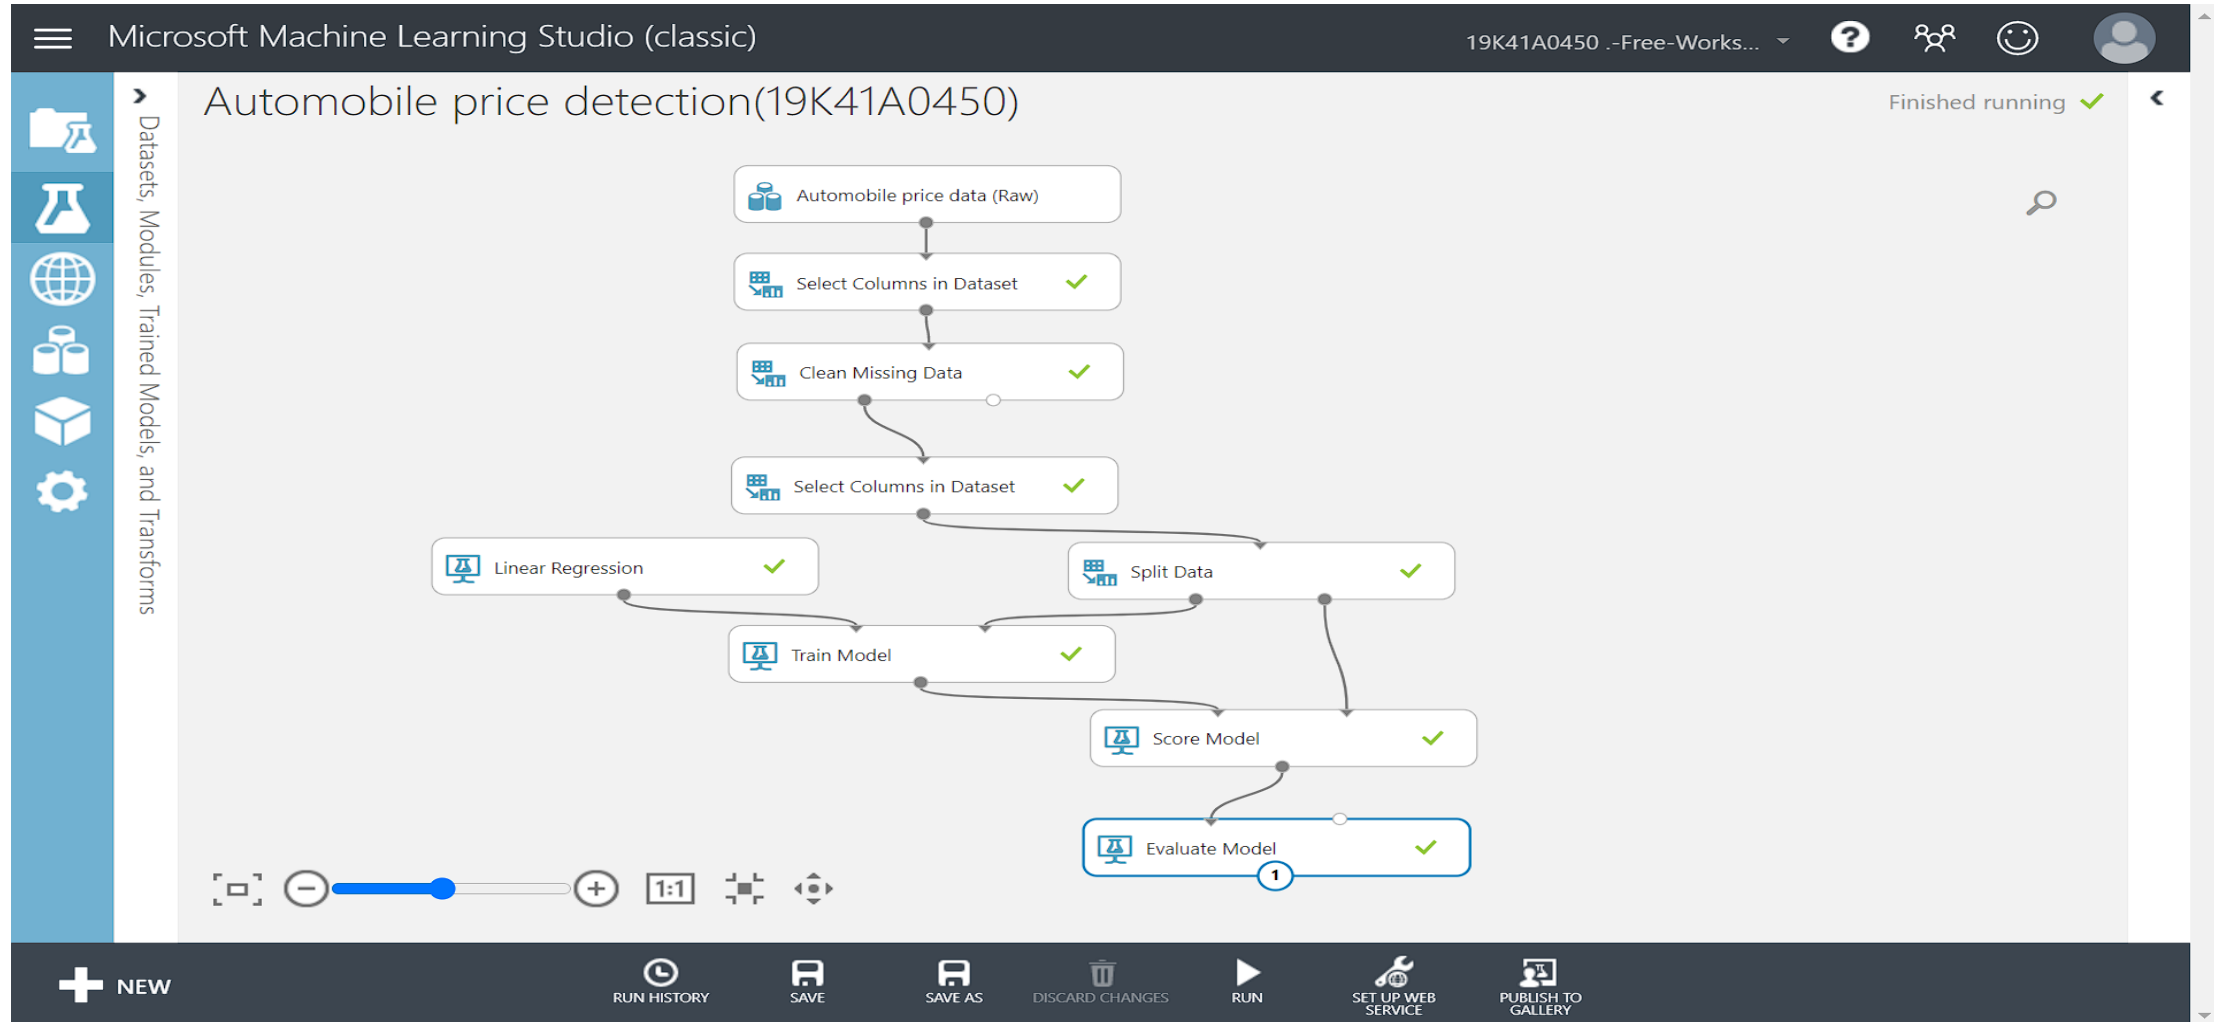 Microsoft Machine Learning Studio (classic)
19K41A0450 .-Free-Works...
?
Automobile price detection(19K41A0450)
Finished running
Datasets, Modules, Trained Models, and Transforms
Automobile price data (Raw)
Select Columns in Dataset
Clean Missing Data
Select Columns in Dataset
Linear Regression
Split Data
Train Model
Score Model
Evaluate Model
1
1:1
NEW
RUN HISTORY
SAVE
SAVE AS
DISCARD CHANGES
RUN
SET UP WEB
SERVICE
PUBLISH TO
GALLERY